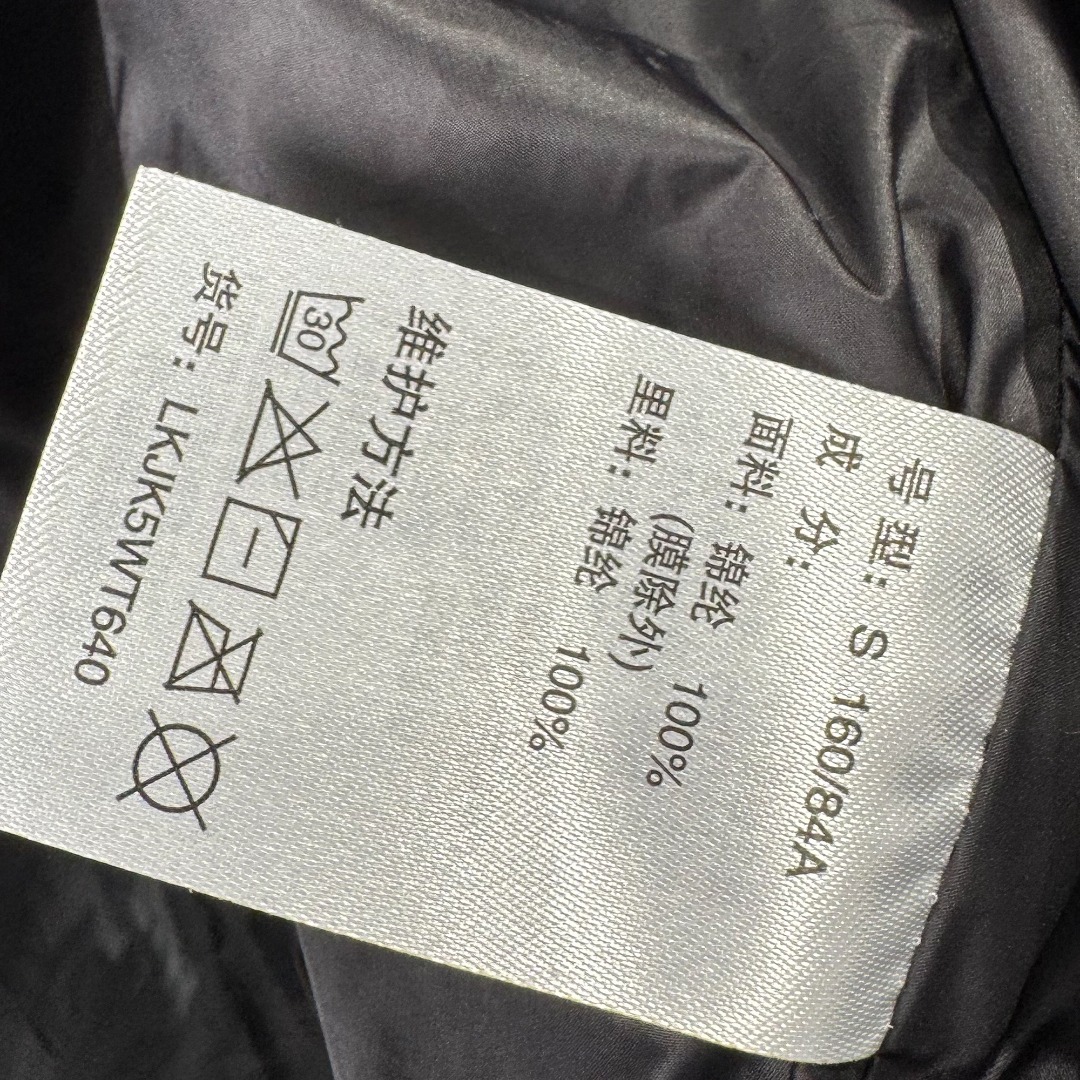 号型: S 160/84A
成分:
面料: 锦纶 100%
(膜除外)
里料: 锦纶 100%
维护方法
30
货号: LKJK5WT640